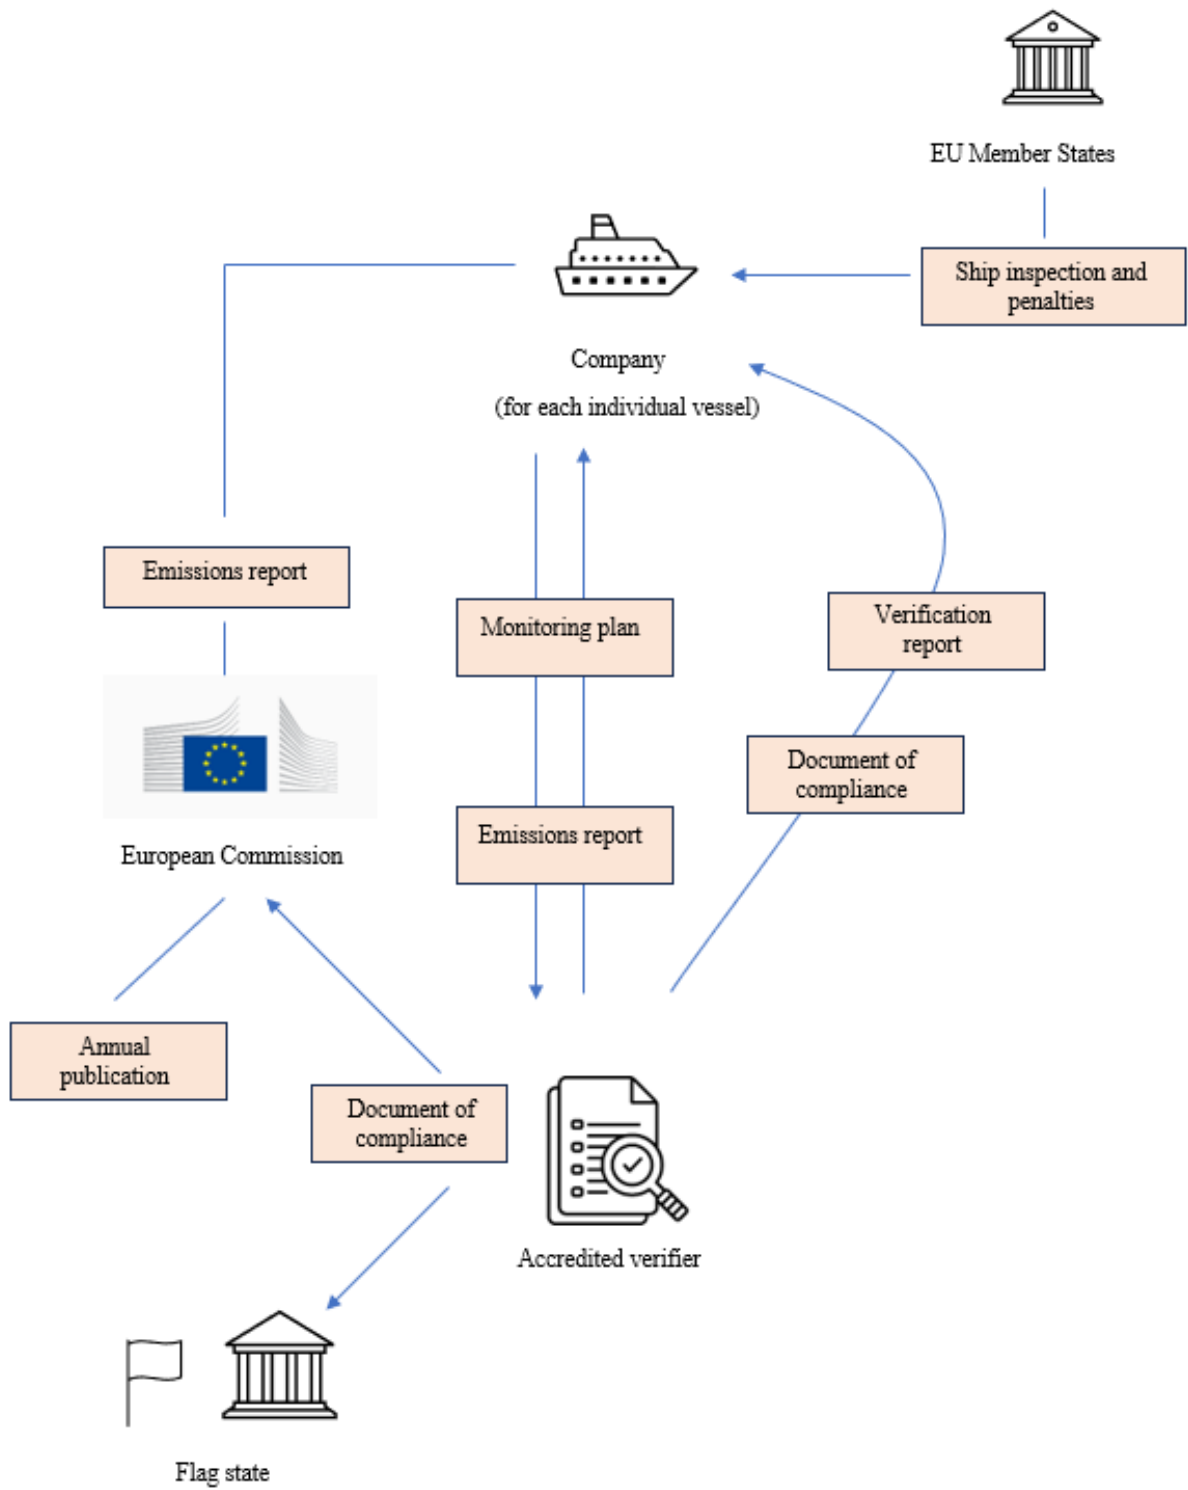 EU Member States
Ship inspection and
penalties
Company
(for each individual vessel)
Emissions report
Monitoring plan
Verification
report
Document of
compliance
Emissions report
European Commission
Annual
publication
Document of
compliance
Accredited verifier
Flag state